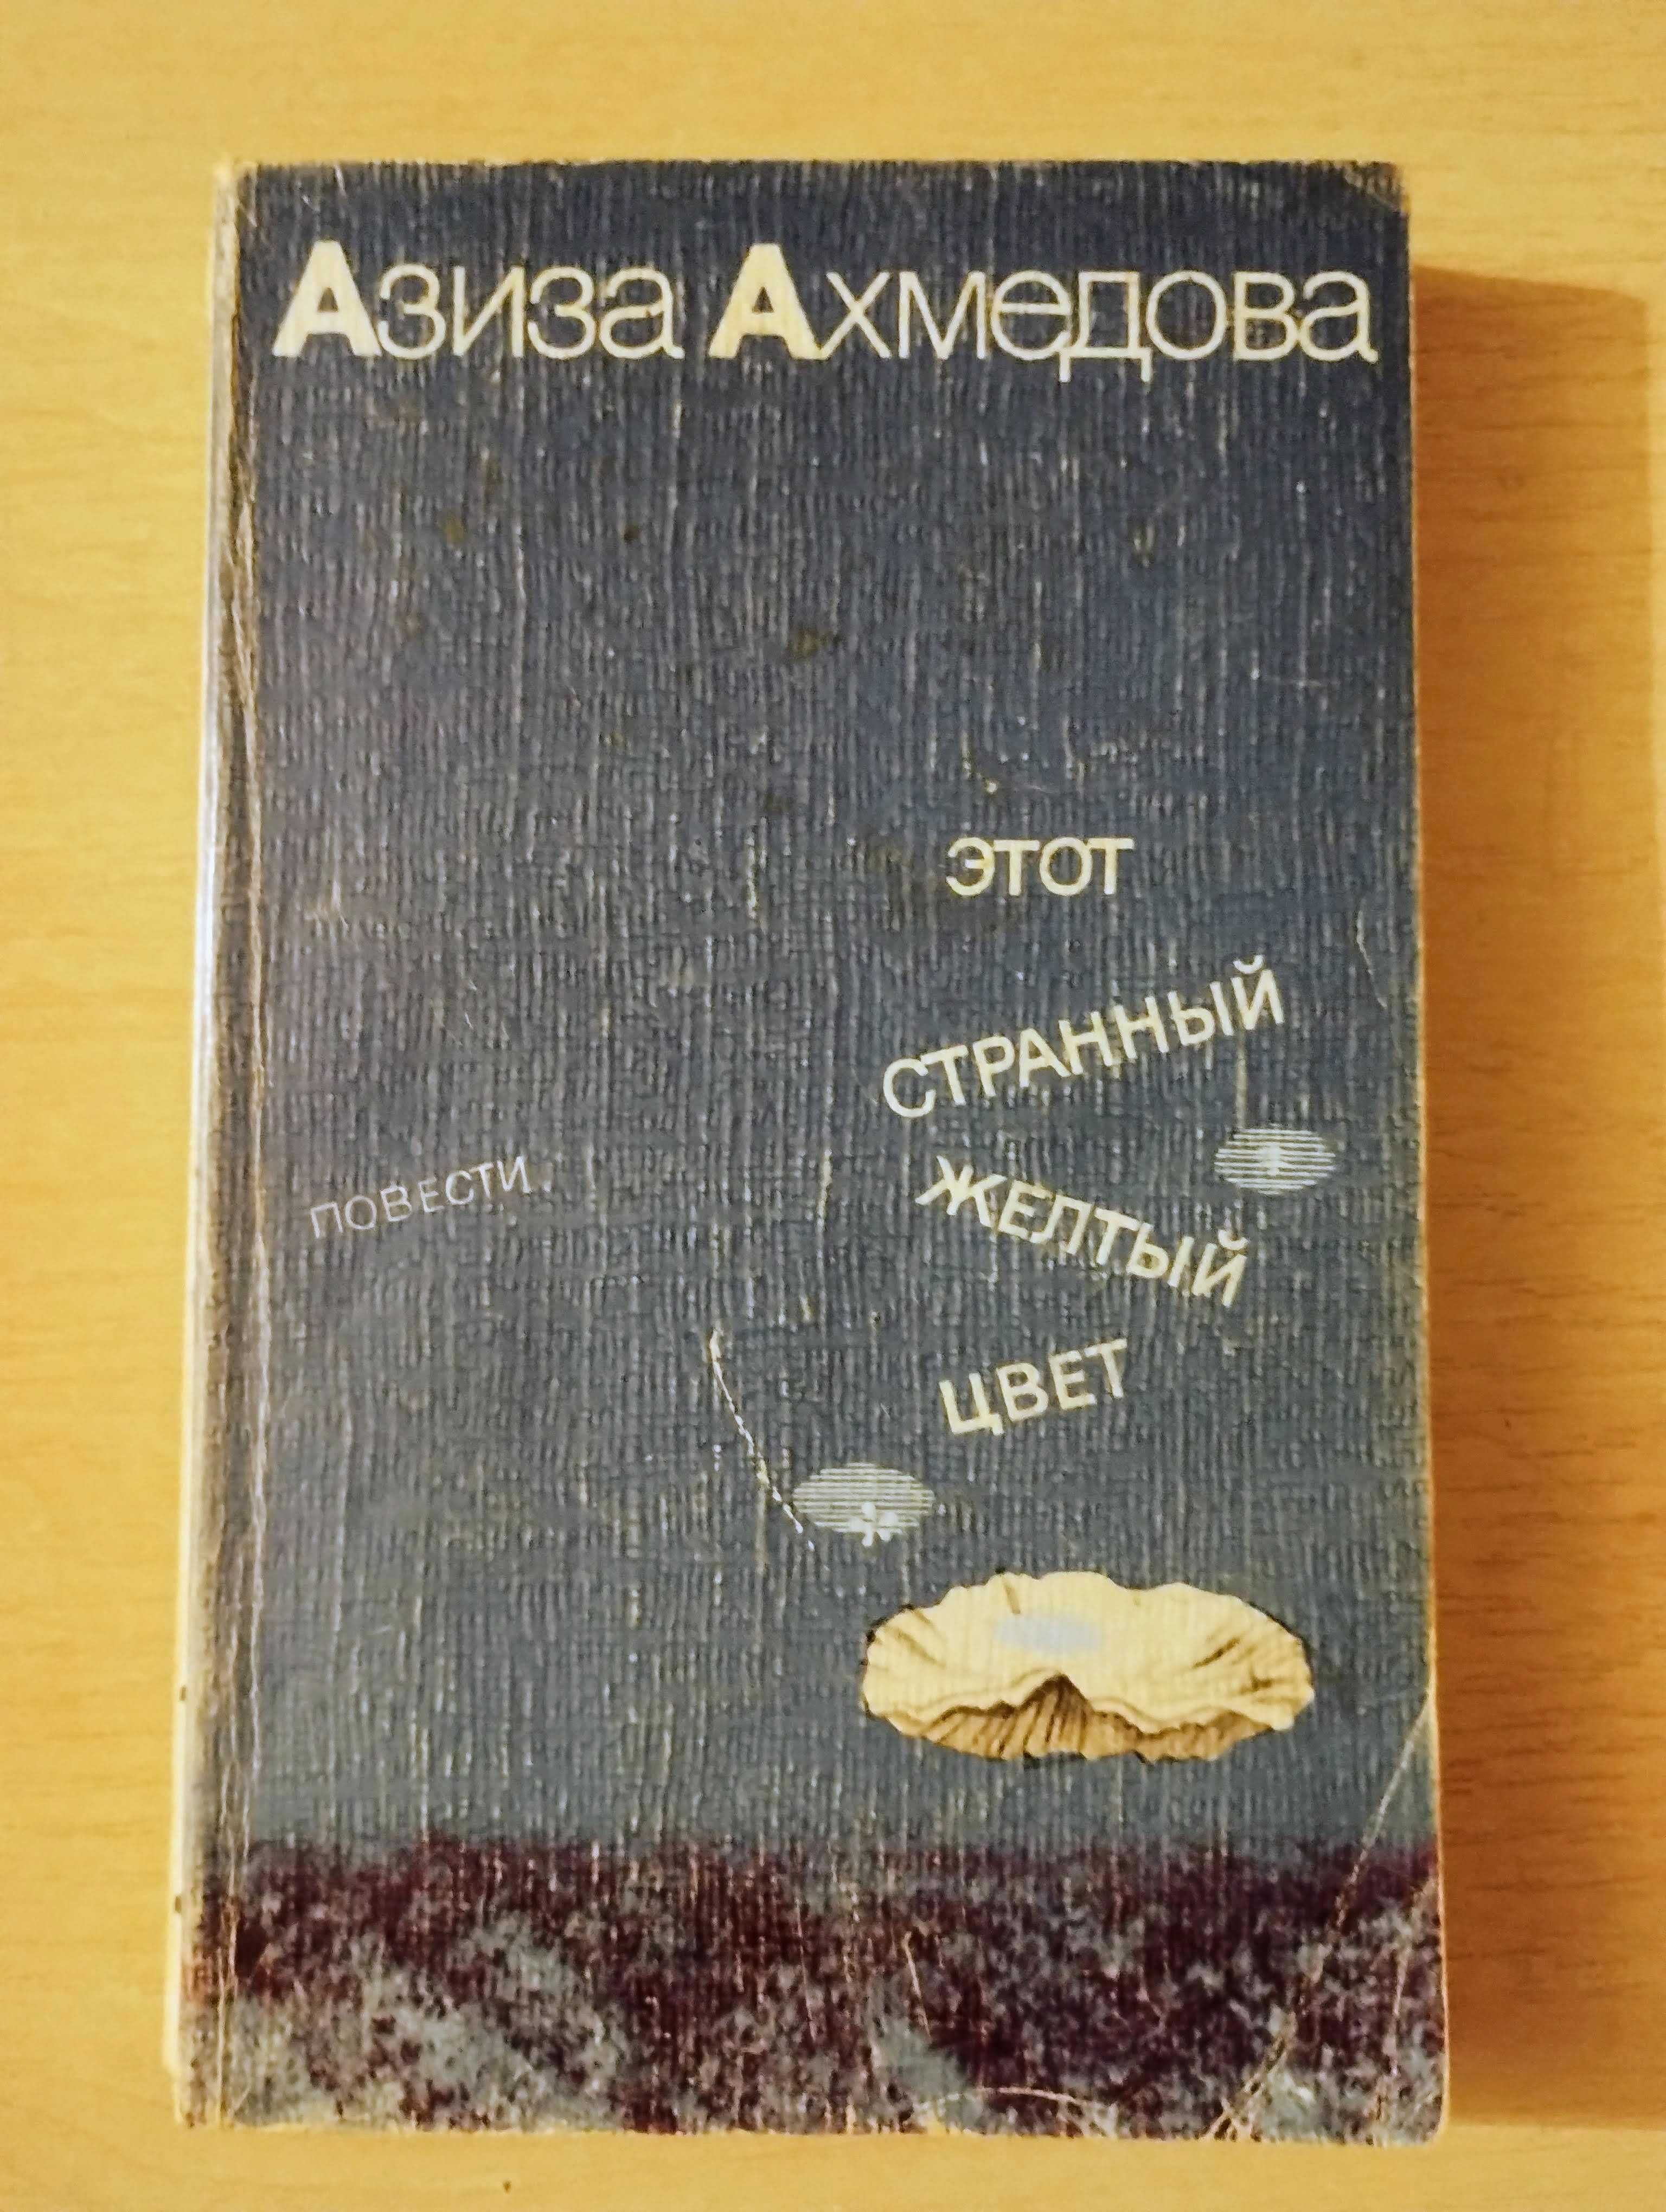 Азиза Ахмедова
ЭТОТ
СТРАННЫЙ
ЖЕЛТЫЙ
ЦВЕТ
ПОВЕСТИ